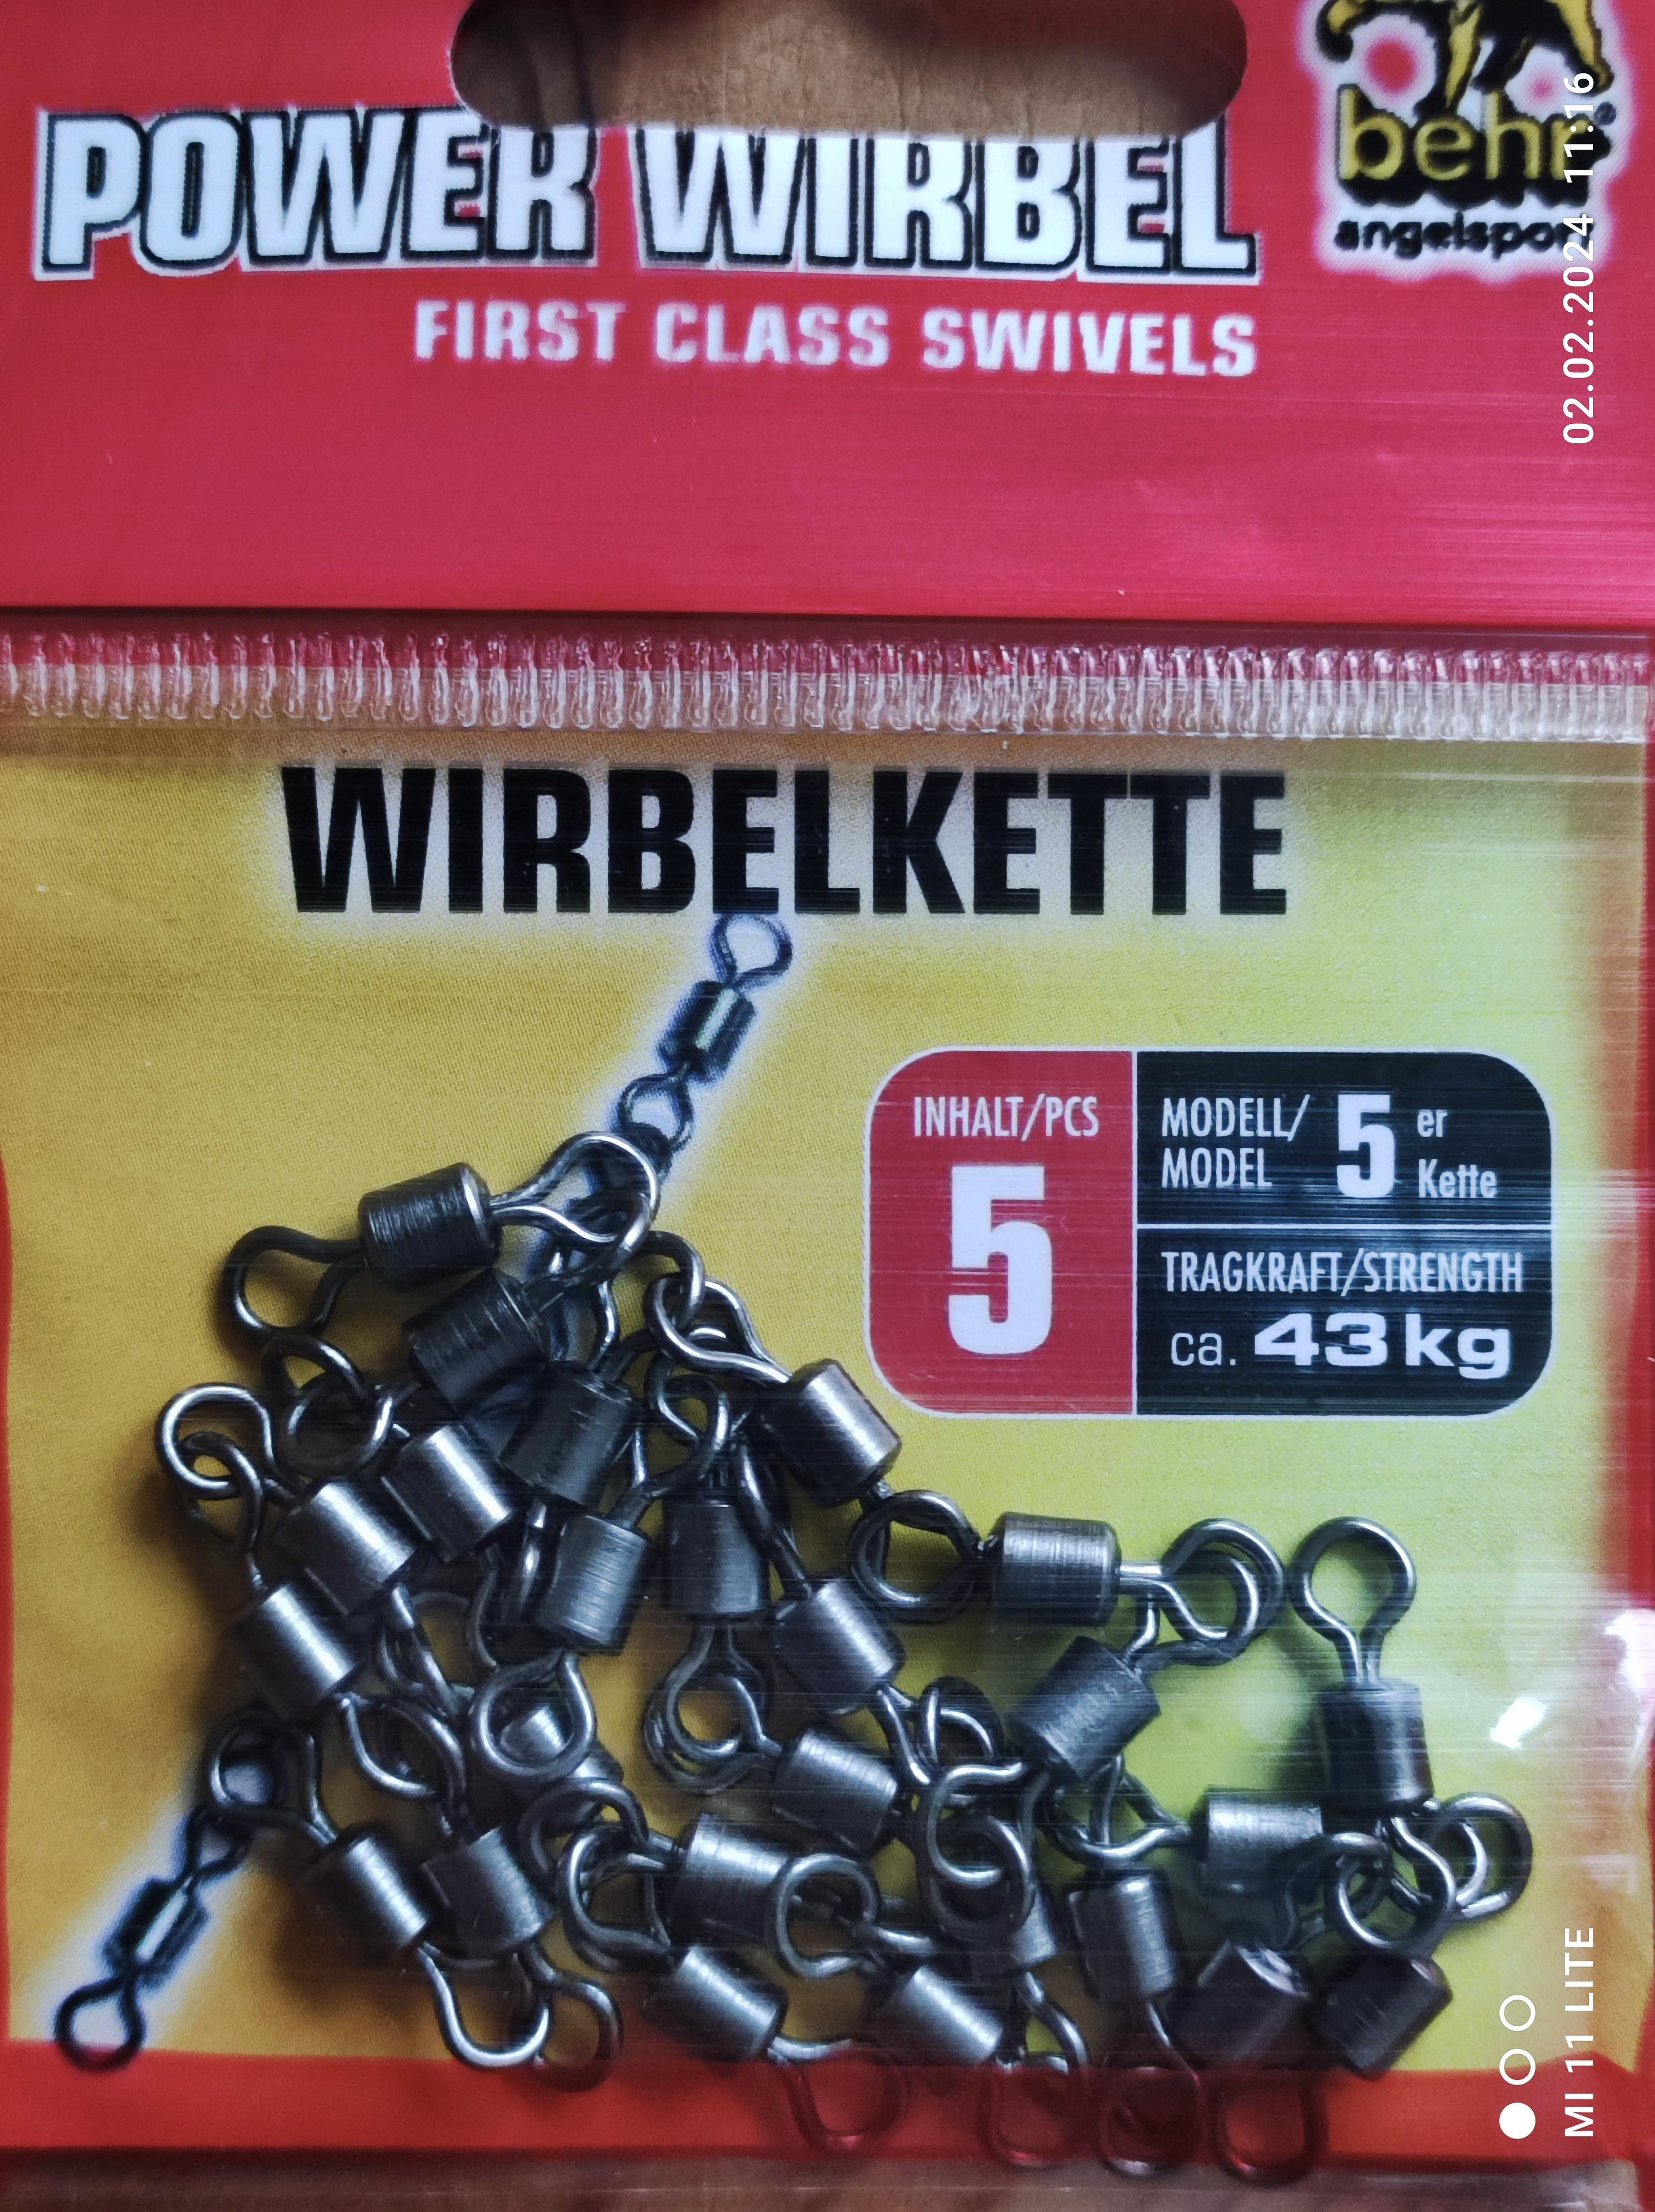 behr®
angelsport
POWER WIRBEL
FIRST CLASS SWIVELS
WIRBELKETTE
INHALT/PCS
5
MODELL/
MODEL
5 er
Kette
TRAGKRAFT/STRENGTH
ca. 43 kg
02.02.2024 11:16
MI 11 LITE